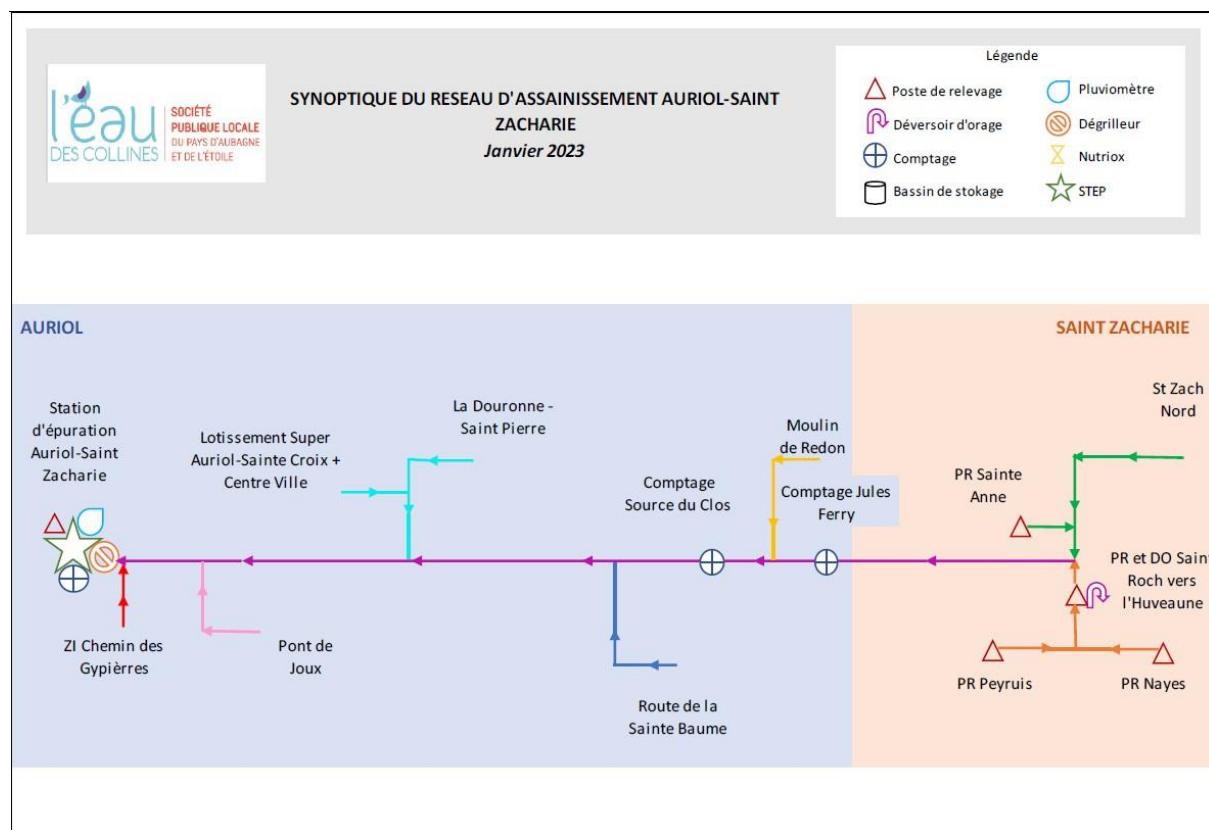 l'eau
DES COLLINES
SOCIÉTÉ
PUBLIQUE LOCALE
DU PAYS D'AUBAGNE
ET DE L'ÉTOILE
SYNOPTIQUE DU RESEAU D'ASSAINISSEMENT AURIOL-SAINT
ZACHARIE
Janvier 2023
Légende
Poste de relevage
Déversoir d'orage
Comptage
Bassin de stokage
Pluviomètre
Dégrilleur
Nutriox
STEP
AURIOL
SAINT ZACHARIE
Station
d'épuration
Auriol-Saint
Zacharie
Lotissement Super
Auriol-Sainte Croix +
Centre Ville
La Douronne -
Saint Pierre
Comptage
Source du Clos
Moulin
de Redon
Comptage Jules
Ferry
St Zach
Nord
PR Sainte
Anne
PR et DO Saint
Roch vers
l'Huveaune
ZI Chemin des
Gypièrres
Pont de
Joux
Route de la
Sainte Baume
PR Peyruis
PR Nayes